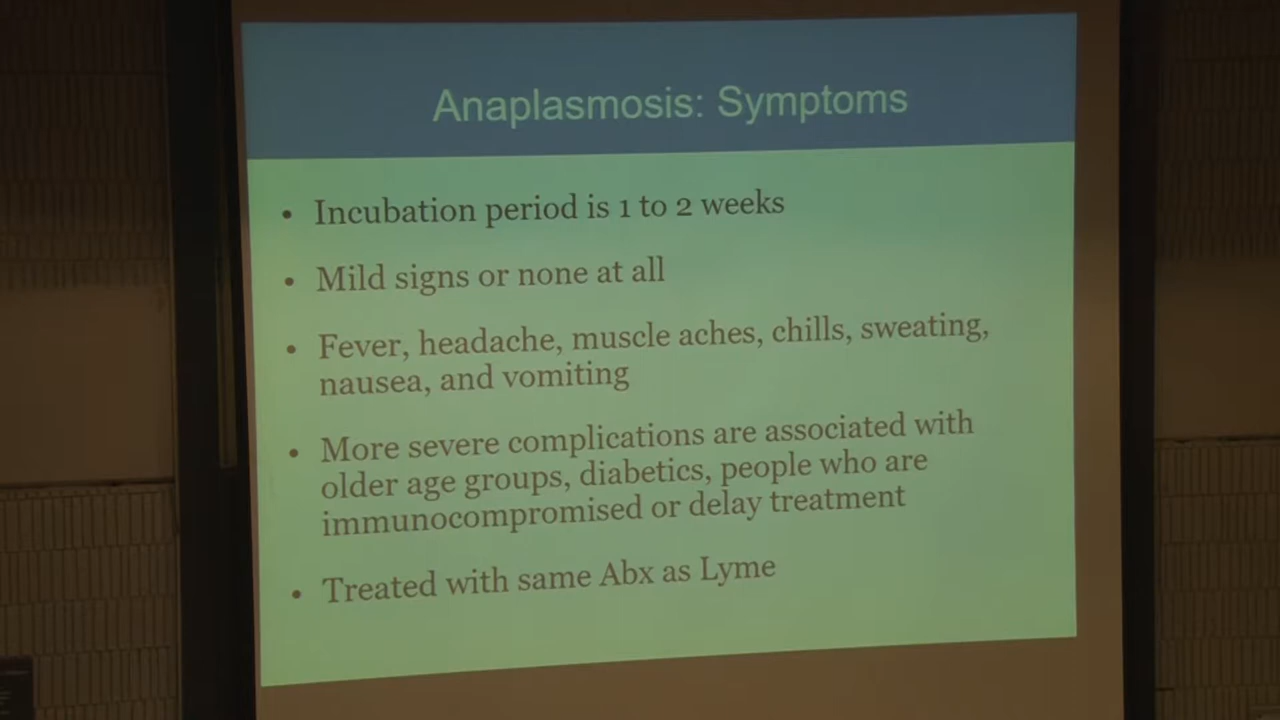 Anaplasmosis: Symptoms
• Incubation period is 1 to 2 weeks
• Mild signs or none at all
• Fever, headache, muscle aches, chills, sweating,
nausea, and vomiting
• More severe complications are associated with
older age groups, diabetics, people who are
immunocompromised or delay treatment
• Treated with same Abx as Lyme